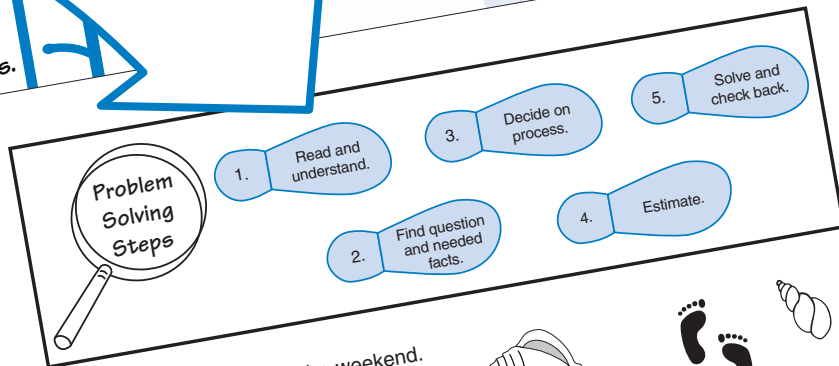 s.
Problem
Solving
Steps
1.
Read and
understand.
2.
Find question
and needed
facts.
3.
Decide on
process.
4.
Estimate.
5.
Solve and
check back.
weekend.